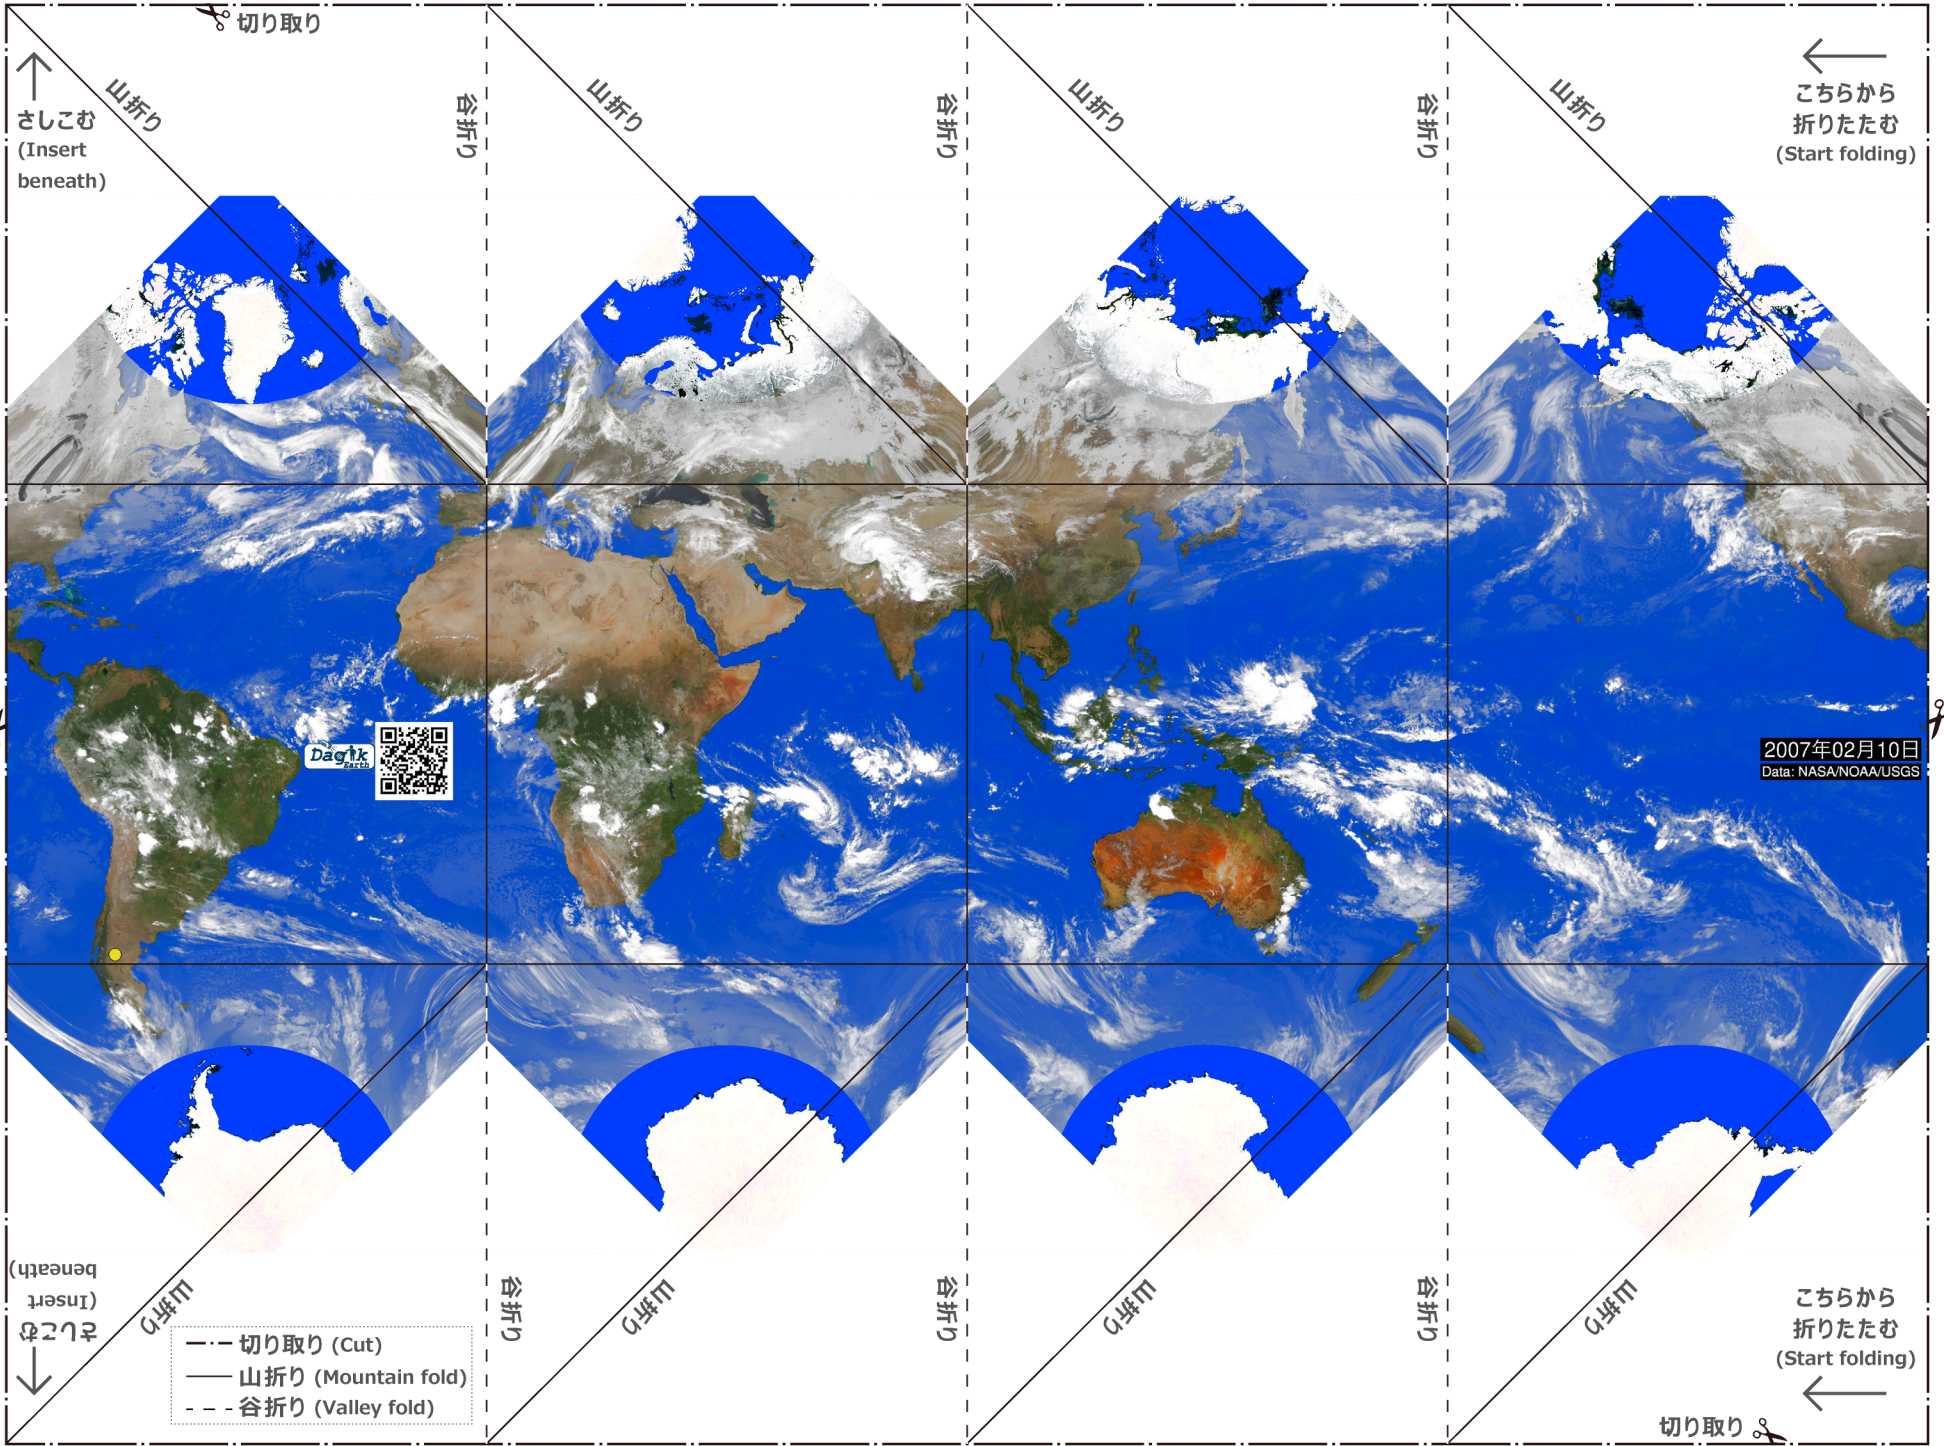 切り取り
山折り
谷折り
山折り
谷折り
山折り
谷折り
山折り
さしこむ
(Insert
beneath)
こちらから
折りたたむ
(Start folding)
Dagik
Earth
2007年02月10日
Data: NASA/NOAA/USGS
さしこむ
(Insert
beneath)
山折り
谷折り
山折り
谷折り
山折り
谷折り
山折り
こちらから
折りたたむ
(Start folding)
切り取り (Cut)
山折り (Mountain fold)
谷折り (Valley fold)
切り取り